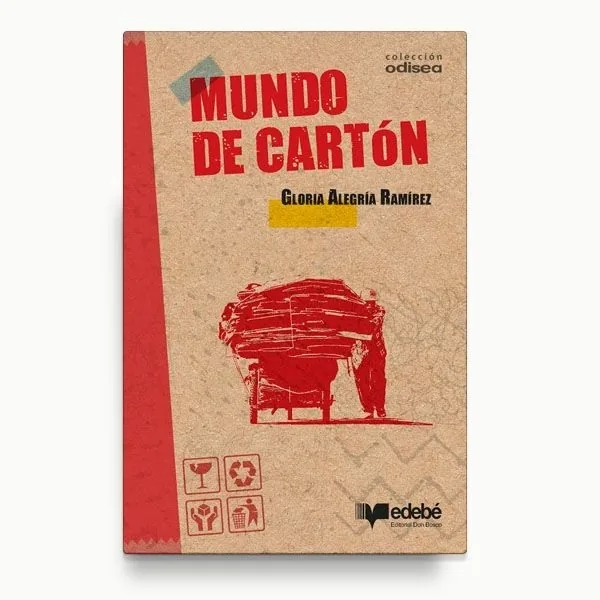 colección
odisea
MUNDO
DE CARTÓN
GLORIA ALEGRÍA RAMÍREZ
edebé
Editorial Don Bosco